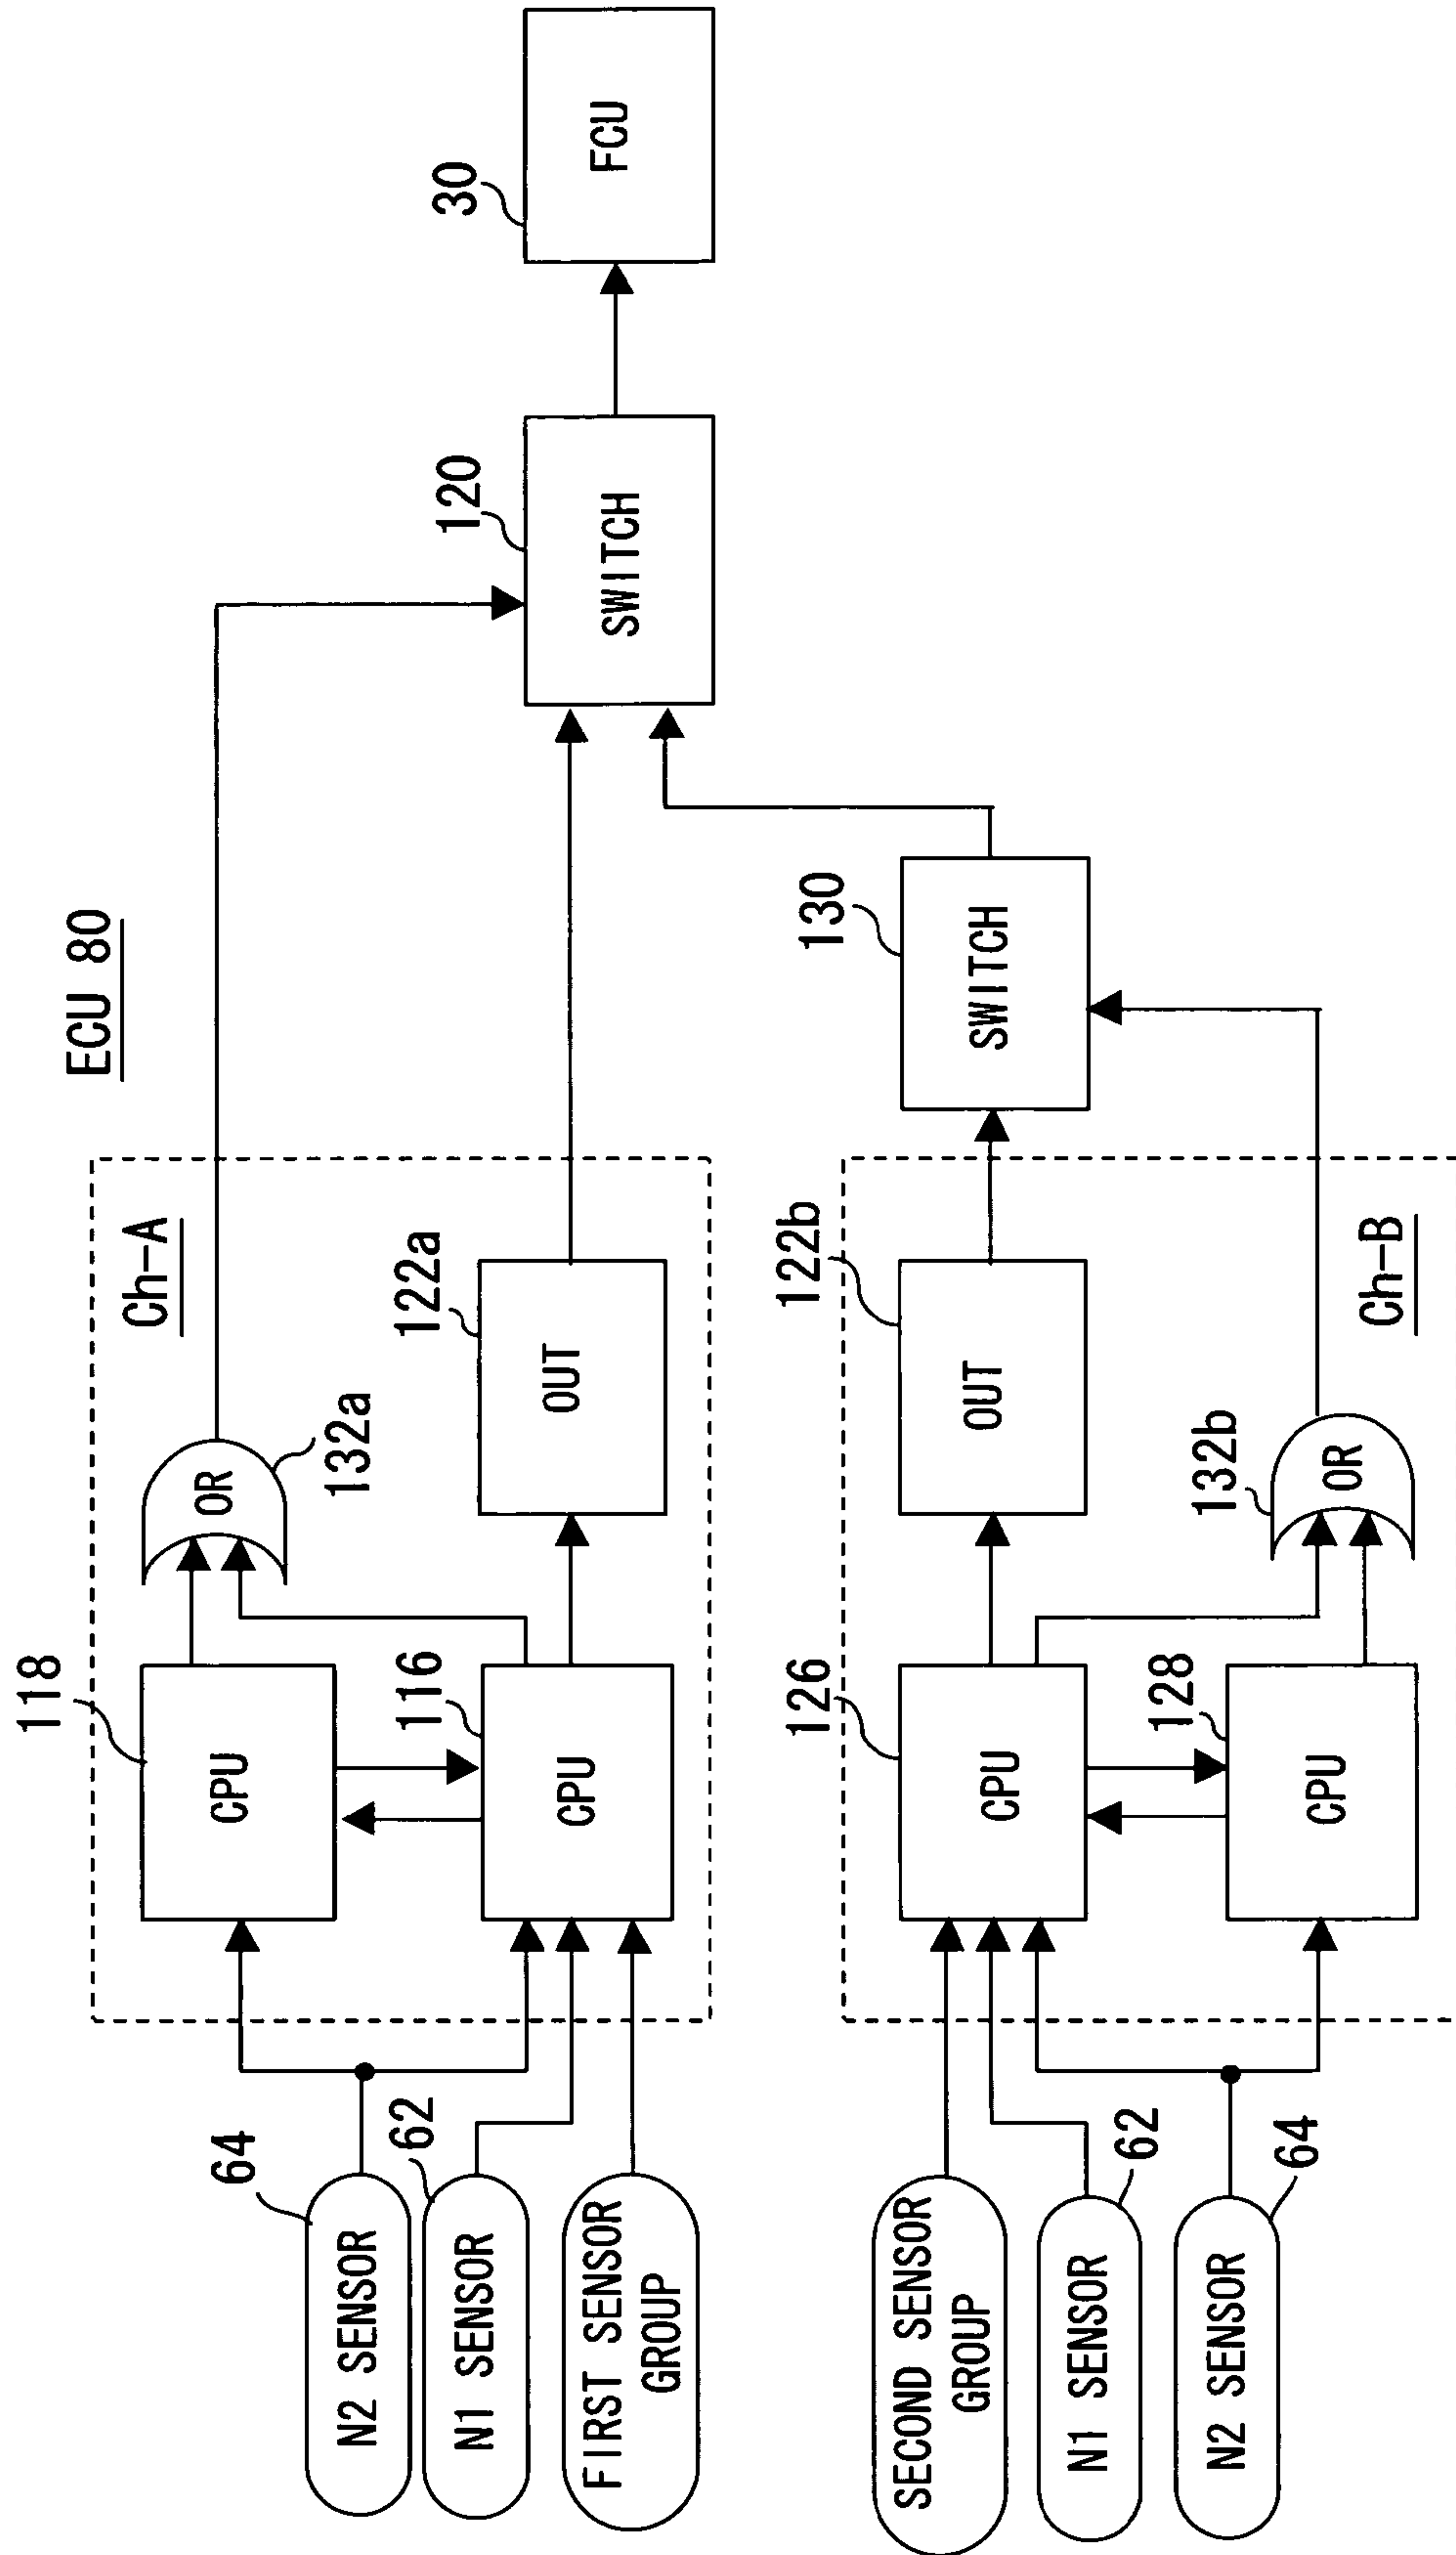 ECU 80
Ch-A
118
CPU
116
CPU
OR
132a
122a
OUT
64
N2 SENSOR
62
N1 SENSOR
FIRST SENSOR
GROUP
120
SWITCH
30
FCU
SECOND SENSOR
GROUP
N1 SENSOR
62
N2 SENSOR
64
126
CPU
128
CPU
122b
OUT
132b
OR
Ch-B
130
SWITCH